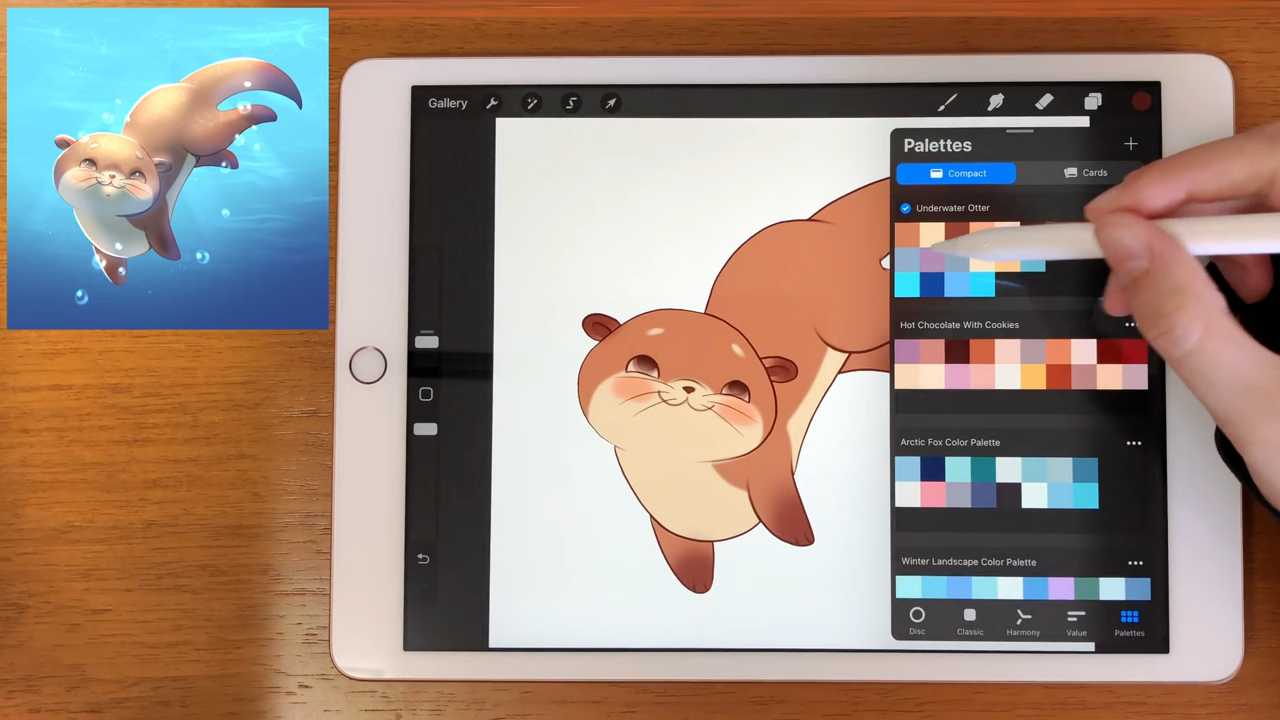 Gallery
Palettes
Compact
Cards
Underwater Otter
Hot Chocolate With Cookies
Arctic Fox Color Palette
Winter Landscape Color Palette
Disc
Classic
Harmony
Value
Palettes